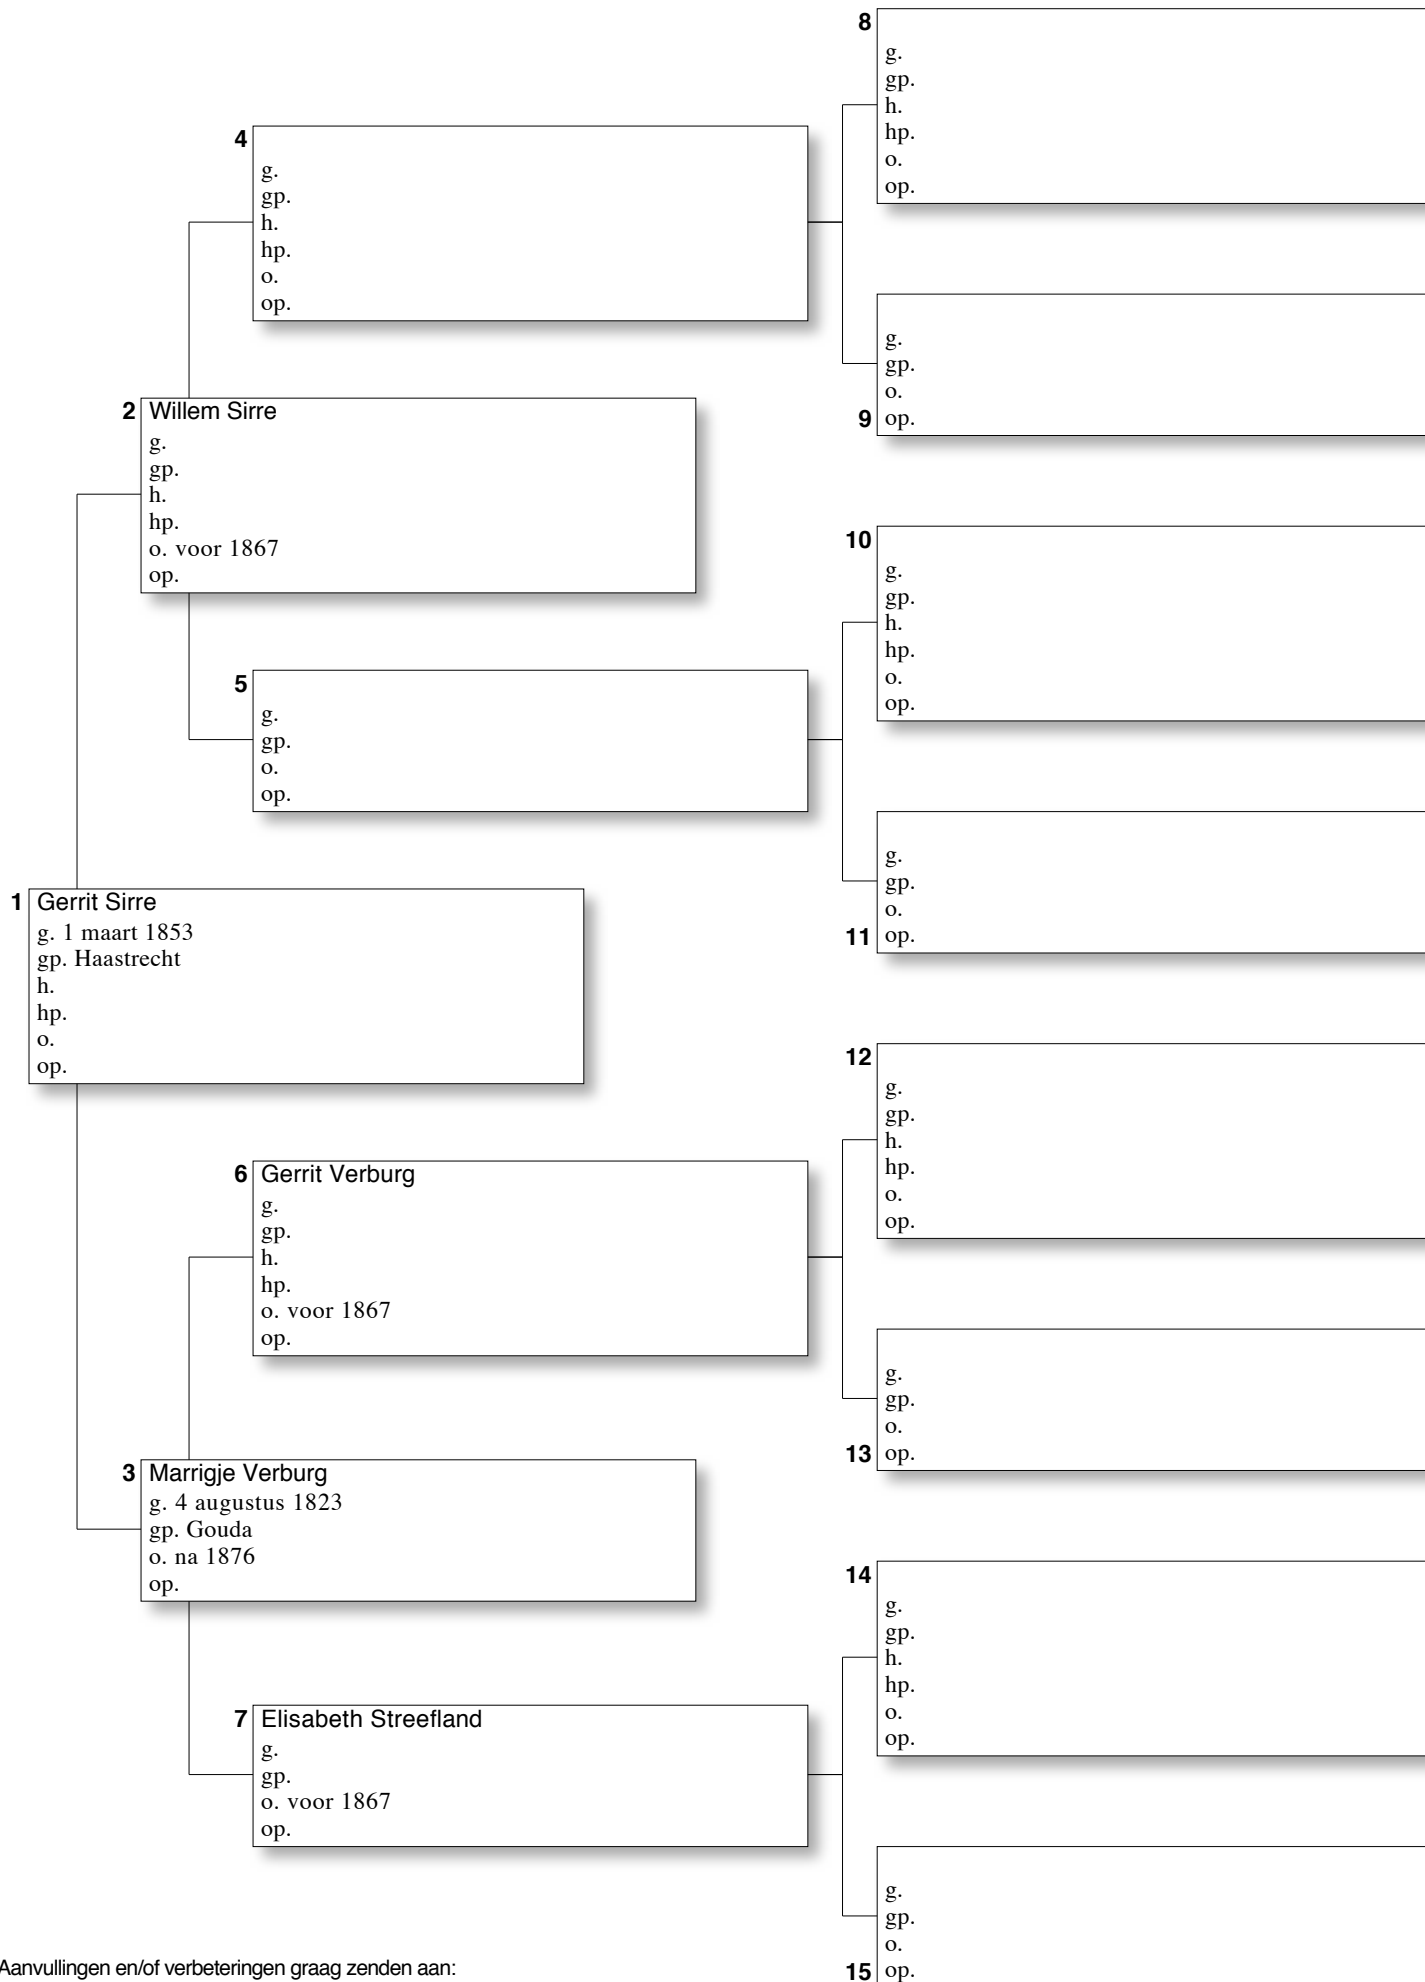 8
g.
gp.
h.
hp.
o.
op.
4
g.
gp.
h.
hp.
o.
op.
g.
gp.
o.
9 op.
2 Willem Sirre
g.
gp.
h.
hp.
o. voor 1867
op.
10
g.
gp.
h.
hp.
o.
op.
5
g.
gp.
o.
op.
g.
gp.
o.
11 op.
1 Gerrit Sirre
g. 1 maart 1853
gp. Haastrecht
h.
hp.
o.
op.
12
g.
gp.
h.
hp.
o.
op.
6 Gerrit Verburg
g.
gp.
h.
hp.
o. voor 1867
op.
g.
gp.
o.
13 op.
3 Marrigje Verburg
g. 4 augustus 1823
gp. Gouda
o. na 1876
op.
14
g.
gp.
h.
hp.
o.
op.
7 Elisabeth Streefland
g.
gp.
o. voor 1867
op.
g.
gp.
o.
15 op.
Aanvullingen en/of verbeteringen graag zenden aan: